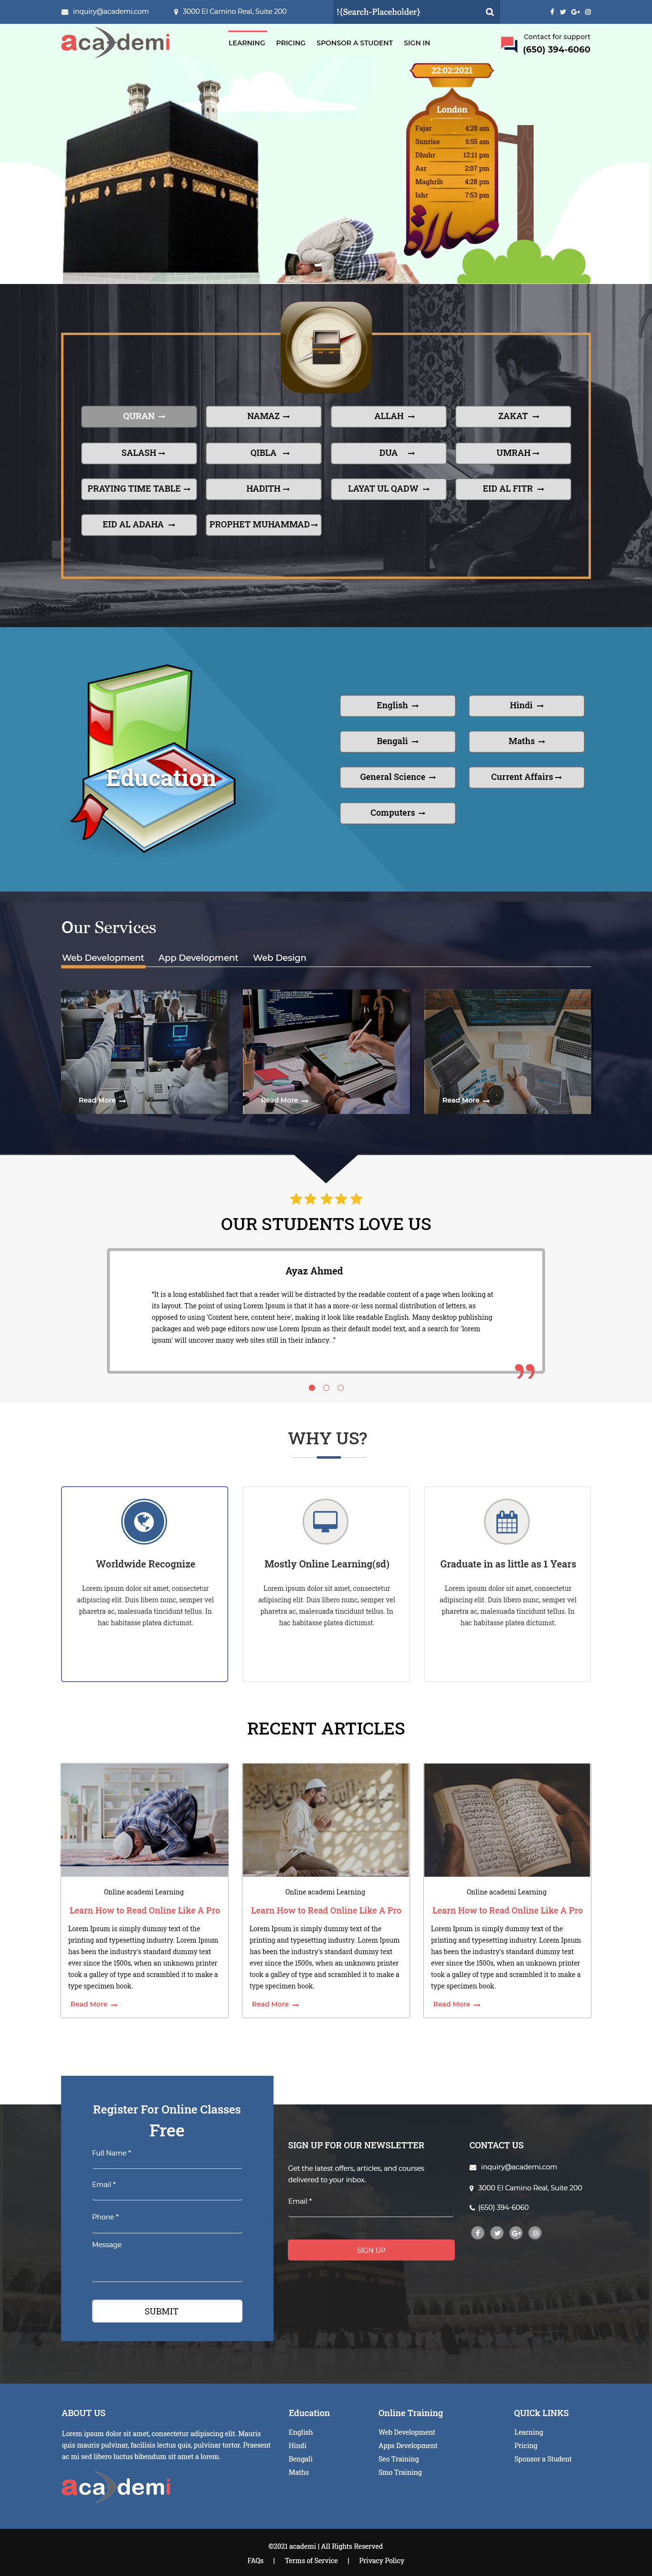 inquiry@academi.com
3000 El Camino Real, Suite 200
!{Search-Placeholder}
academi
LEARNING
PRICING
SPONSOR A STUDENT
SIGN IN
Contact for support
(650) 394-6060
22:02:2021
London
Fajar 4:28 am
Sunrise 5:55 am
Dhuhr 12:11 pm
Asr 2:07 pm
Maghrib 4:28 pm
Ishr 7:53 pm
QURAN
NAMAZ
ALLAH
ZAKAT
SALASH
QIBLA
DUA
UMRAH
PRAYING TIME TABLE
HADITH
LAYAT UL QADW
EID AL FITR
EID AL ADAHA
PROPHET MUHAMMAD
Education
English
Hindi
Bengali
Maths
General Science
Current Affairs
Computers
Our Services
Web Development
App Development
Web Design
Read More
Read More
Read More
OUR STUDENTS LOVE US
Ayaz Ahmed
"It is a long established fact that a reader will be distracted by the readable content of a page when looking at
its layout. The point of using Lorem Ipsum is that it has a more-or-less normal distribution of letters, as
opposed to using 'Content here, content here', making it look like readable English. Many desktop publishing
packages and web page editors now use Lorem Ipsum as their default model text, and a search for 'lorem
ipsum' will uncover many web sites still in their infancy. ."
WHY US?
Worldwide Recognize
Lorem ipsum dolor sit amet, consectetur
adipiscing elit. Duis libero nunc, semper vel
pharetra ac, malesuada tincidunt tellus. In
hac habitasse platea dictumst.
Mostly Online Learning(sd)
Lorem ipsum dolor sit amet, consectetur
adipiscing elit. Duis libero nunc, semper vel
pharetra ac, malesuada tincidunt tellus. In
hac habitasse platea dictumst.
Graduate in as little as 1 Years
Lorem ipsum dolor sit amet, consectetur
adipiscing elit. Duis libero nunc, semper vel
pharetra ac, malesuada tincidunt tellus. In
hac habitasse platea dictumst.
RECENT ARTICLES
Online academi Learning
Learn How to Read Online Like A Pro
Lorem Ipsum is simply dummy text of the
printing and typesetting industry. Lorem Ipsum
has been the industry's standard dummy text
ever since the 1500s, when an unknown printer
took a galley of type and scrambled it to make a
type specimen book.
Read More
Online academi Learning
Learn How to Read Online Like A Pro
Lorem Ipsum is simply dummy text of the
printing and typesetting industry. Lorem Ipsum
has been the industry's standard dummy text
ever since the 1500s, when an unknown printer
took a galley of type and scrambled it to make a
type specimen book.
Read More
Online academi Learning
Learn How to Read Online Like A Pro
Lorem Ipsum is simply dummy text of the
printing and typesetting industry. Lorem Ipsum
has been the industry's standard dummy text
ever since the 1500s, when an unknown printer
took a galley of type and scrambled it to make a
type specimen book.
Read More
Register For Online Classes
Free
Full Name *
Email *
Phone *
Message
SUBMIT
SIGN UP FOR OUR NEWSLETTER
Get the latest offers, articles, and courses
delivered to your inbox.
Email *
SIGN UP
CONTACT US
inquiry@academi.com
3000 El Camino Real, Suite 200
(650) 394-6060
ABOUT US
Lorem ipsum dolor sit amet, consectetur adipiscing elit. Mauris
quis mauris pulvinar, facilisis lectus quis, pulvinar tortor. Praesent
ac mi sed libero luctus bibendum sit amet a lorem.
academi
Education
English
Hindi
Bengali
Maths
Online Training
Web Development
Apps Development
Seo Training
Smo Training
QUICk LINKS
Learning
Pricing
Sponsor a Student
©2021 academi | All Rights Reserved
FAQs | Terms of Service | Privacy Policy